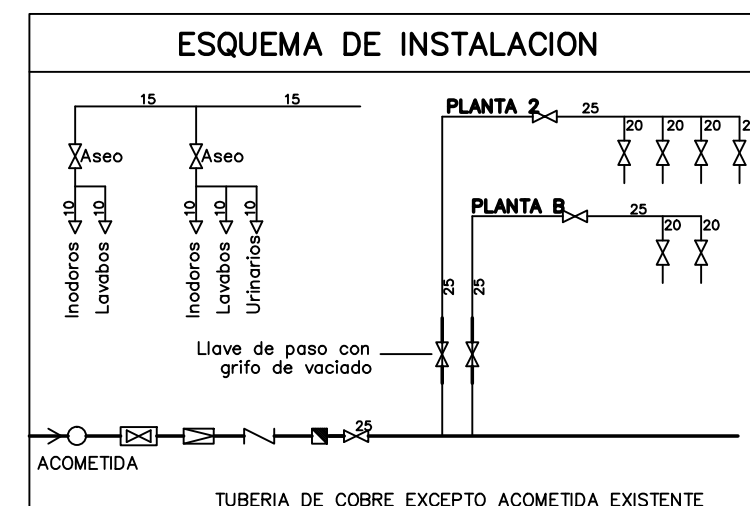 ESQUEMA DE INSTALACION
15
15
PLANTA 2
25
20
20
20
2
Aseo
Aseo
10
10
10
10
10
Inodoros
Lavabos
Inodoros
Lavabos
Urinarios
PLANTA B
25
20
20
25
25
Llave de paso con
grifo de vaciado
25
ACOMETIDA
TUBERIA DE COBRE EXCEPTO ACOMETIDA EXISTENTE